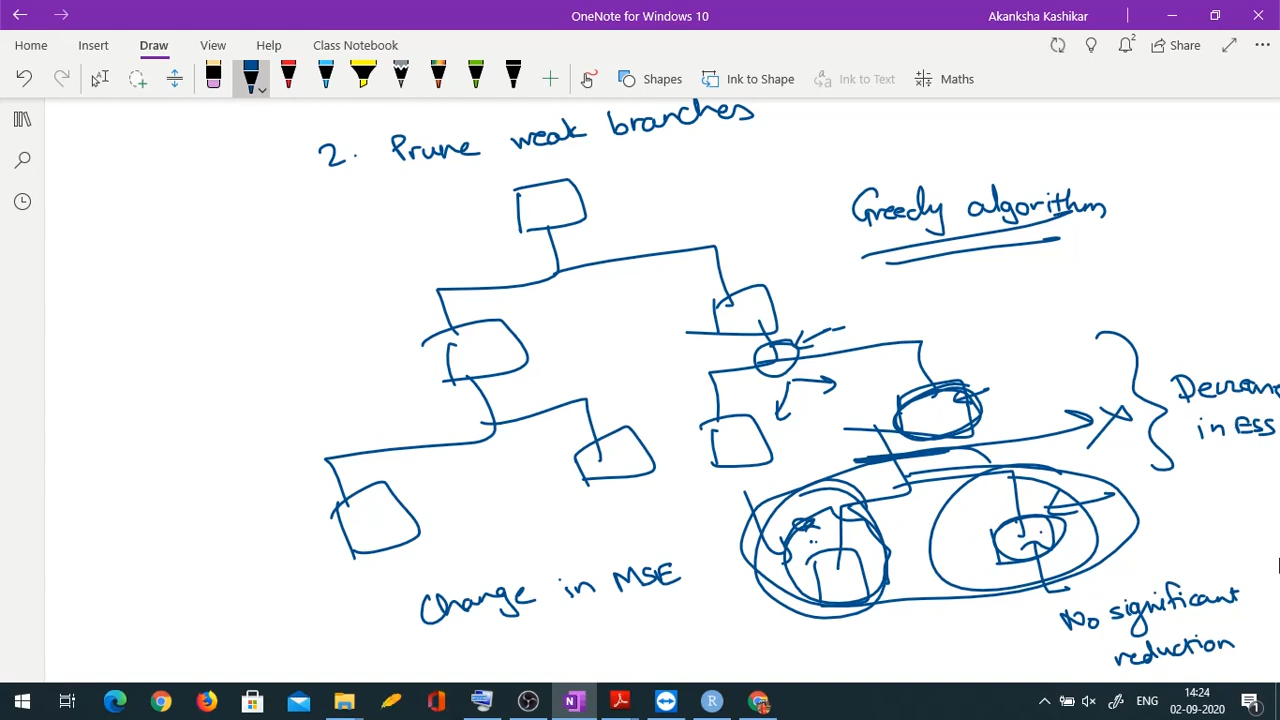 OneNote for Windows 10
Akanksha Kashikar
Home Insert Draw View Help Class Notebook
Share
Shapes
Ink to Shape
Ink to Text
Maths
2. Prune weak branches
Greedy algorithm
in ESS
Change in MSE
No significant
reduction
ENG
14:24
02-09-2020